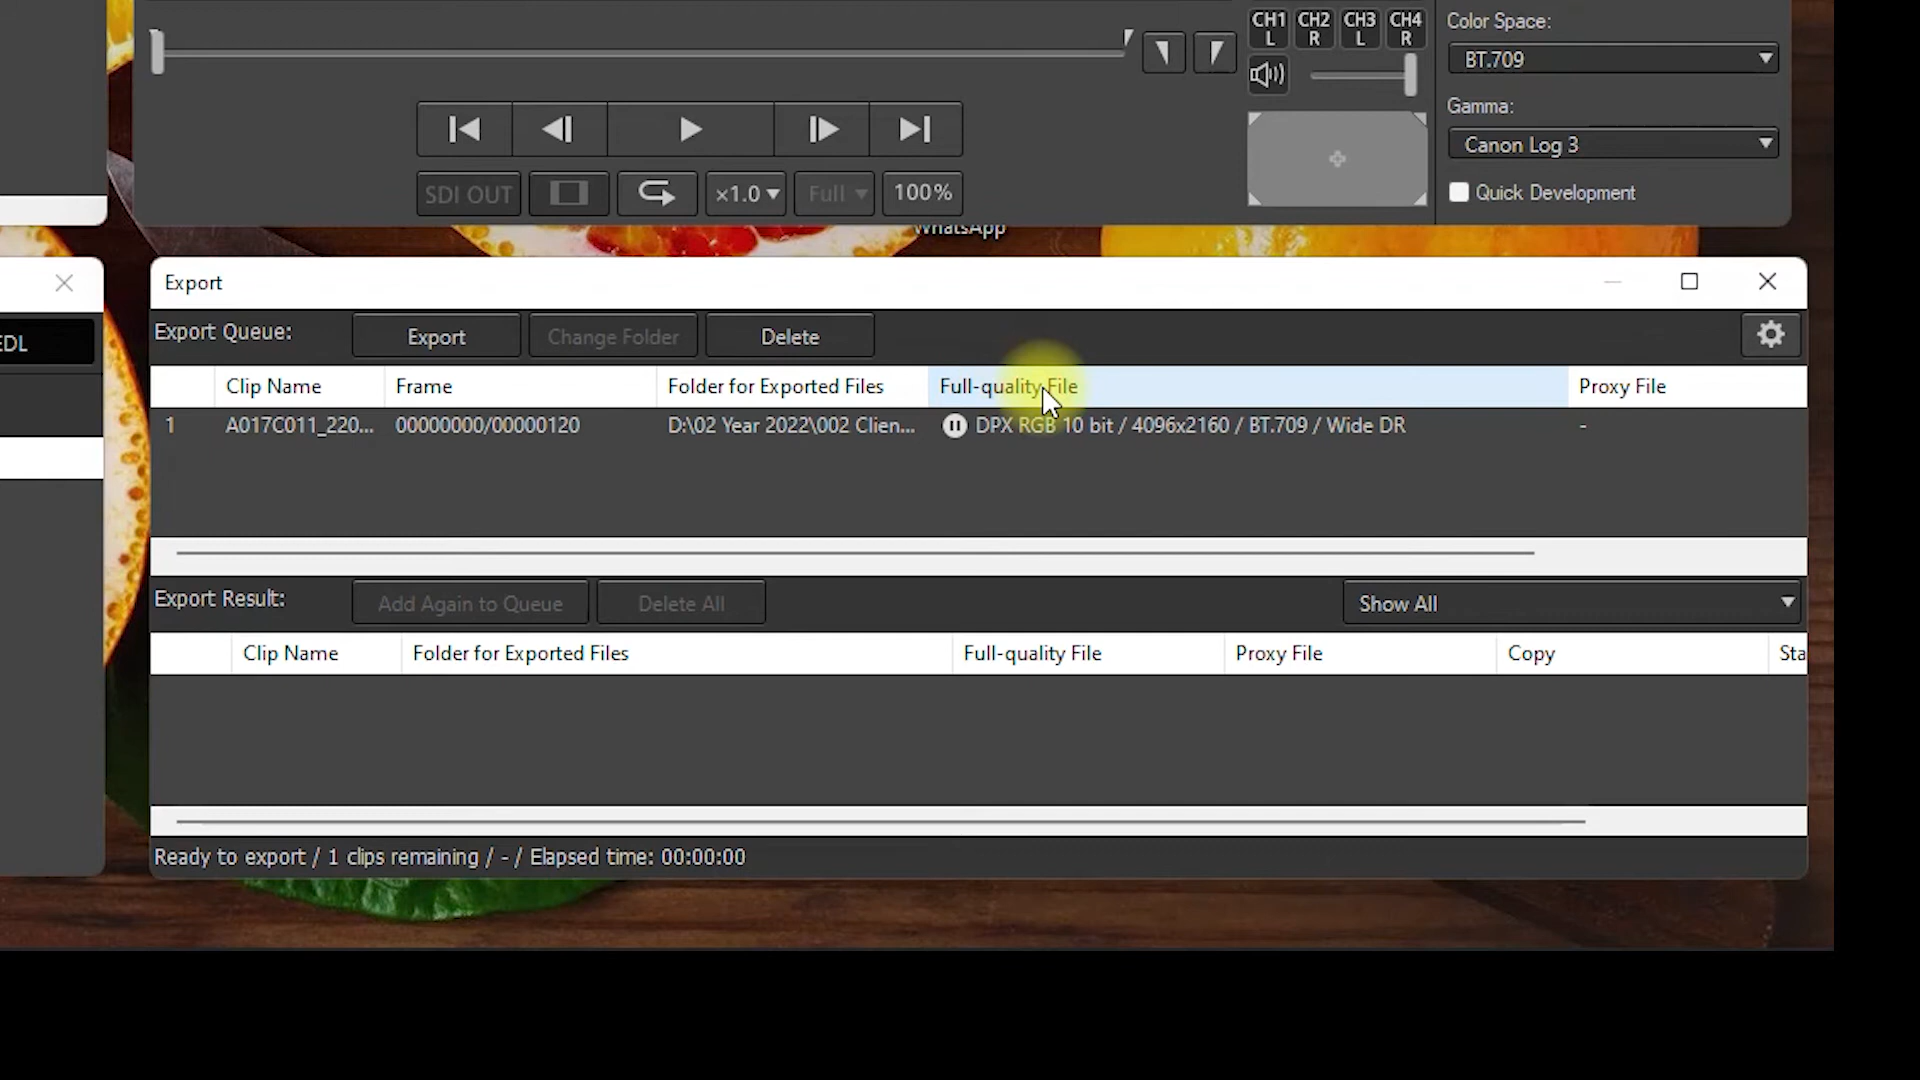 CH1 CH2 CH3 CH4
L R L R
Color Space:
BT.709
Gamma:
Canon Log 3
Quick Development
SDI OUT
×1.0
Full
100%
WhatsApp
Export
EDL
Export Queue:
Export
Change Folder
Delete
Clip Name
Frame
Folder for Exported Files
Full-quality File
Proxy File
1
A017C011_220...
00000000/00000120
D:\02 Year 2022\002 Clien...
DPX RGB 10 bit / 4096x2160 / BT.709 / Wide DR
-
Export Result:
Add Again to Queue
Delete All
Show All
Clip Name
Folder for Exported Files
Full-quality File
Proxy File
Copy
Sta
Ready to export / 1 clips remaining / - / Elapsed time: 00:00:00